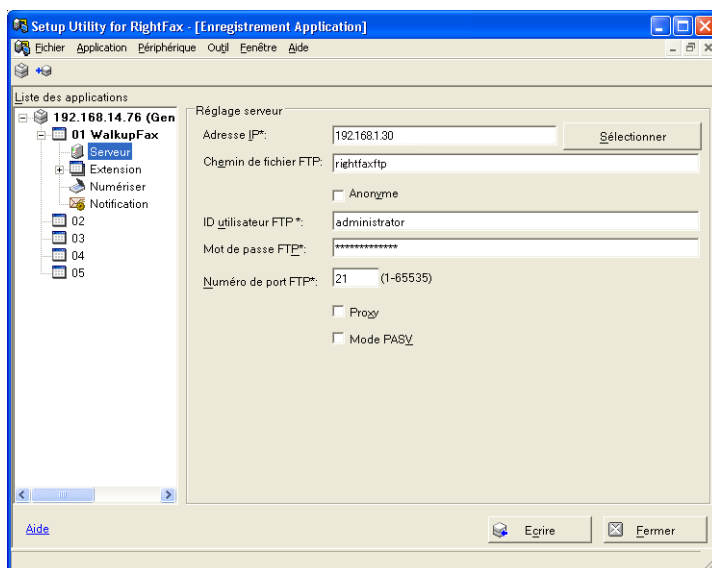 Setup Utility for RightFax - [Enregistrement Application]
Fichier Application Périphérique Outil Fenêtre Aide
Liste des applications
192.168.14.76 (Gen
01 WalkupFax
Serveur
Extension
Numériser
Notification
02
03
04
05
Réglage serveur
Adresse IP*: 192.168.1.30 Sélectionner
Chemin de fichier FTP: rightfaxftp
Anonyme
ID utilisateur FTP *: administrator
Mot de passe FTP*: *************
Numéro de port FTP*: 21 (1-65535)
Proxy
Mode PASV
Aide Ecrire Fermer